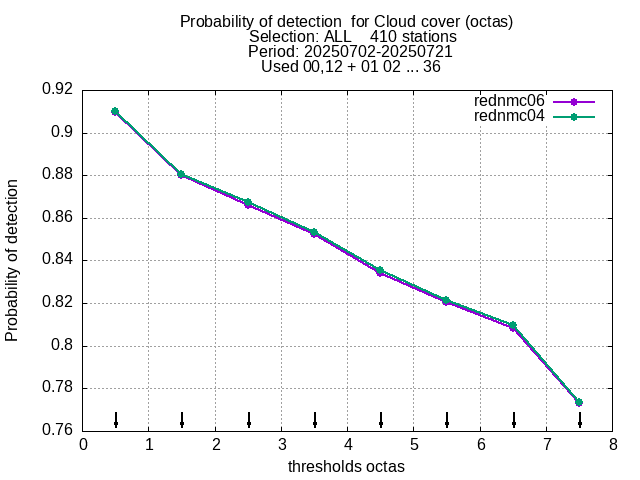 Probability of detection  for Cloud cover (octas)
Selection: ALL    410 stations
Period: 20250702-20250721
Used 00,12 + 01 02 ... 36
rednmc06
rednmc04
0.92
0.9
0.88
0.86
0.84
0.82
0.8
0.78
0.76
Probability of detection
0 1 2 3 4 5 6 7 8
thresholds octas